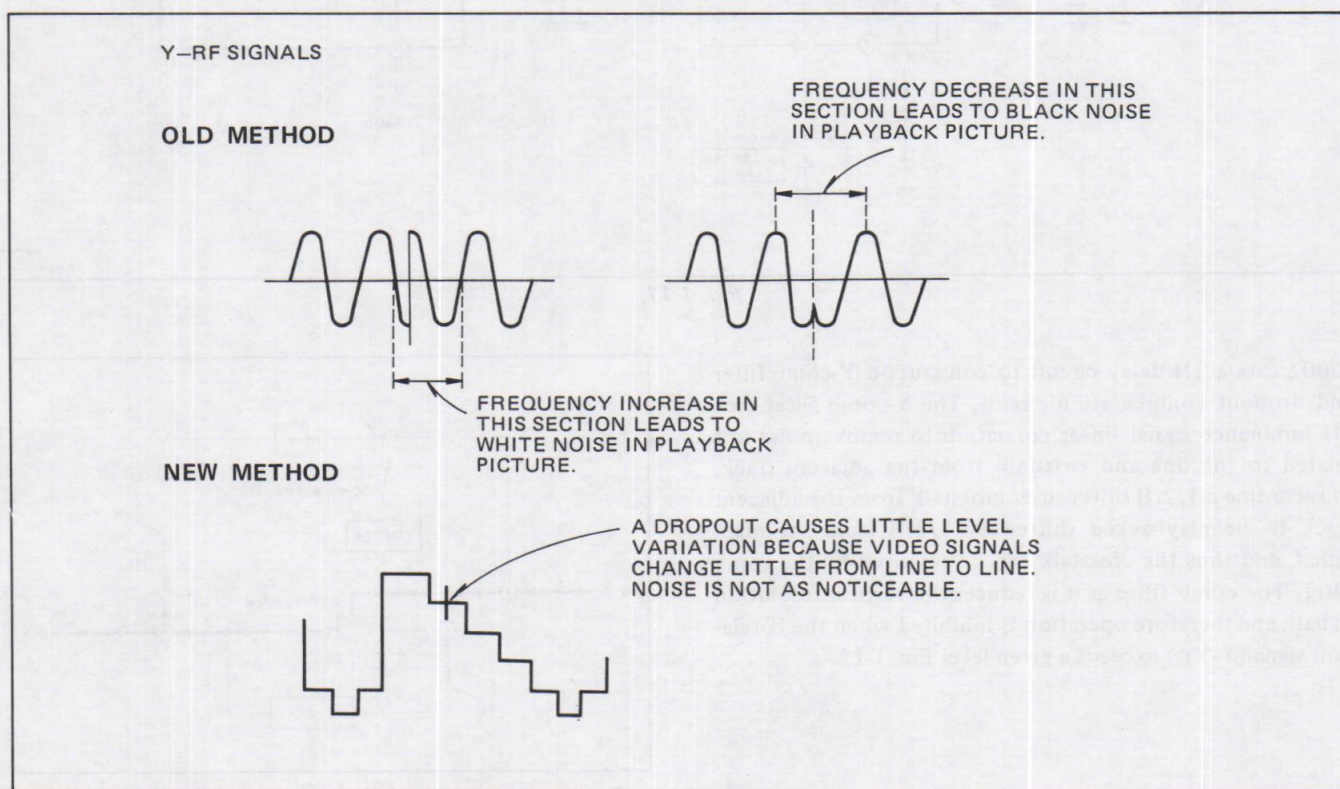 Y–RF SIGNALS
OLD METHOD
FREQUENCY DECREASE IN THIS
SECTION LEADS TO BLACK NOISE
IN PLAYBACK PICTURE.
FREQUENCY INCREASE IN
THIS SECTION LEADS TO
WHITE NOISE IN PLAYBACK
PICTURE.
NEW METHOD
A DROPOUT CAUSES LITTLE LEVEL
VARIATION BECAUSE VIDEO SIGNALS
CHANGE LITTLE FROM LINE TO LINE.
NOISE IS NOT AS NOTICEABLE.